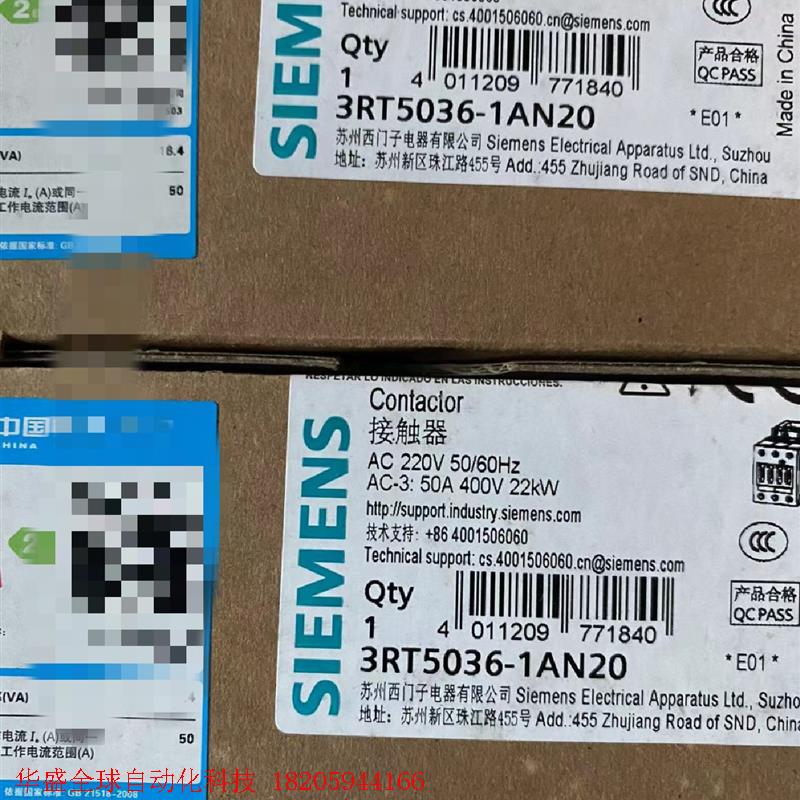 Technical support: cs.4001506060.cn@siemens.com
SIEMENS
Qty
1
4 011209 771840
CCC
产品合格
QC PASS
Made in China
3RT5036-1AN20
*E01*
苏州西门子电器有限公司 Siemens Electrical Apparatus Ltd., Suzhou
地址: 苏州新区珠江路455号 Add.:455 Zhujiang Road of SND, China
2
(VA)
18.4
电流Iₑ(A)或同一
50
工作电流范围(A)
依据国家标准: GB
RESPETAR LO INDICADO EN LAS INSTRUCCIONES.
Contactor
接触器
AC 220V 50/60Hz
AC-3: 50A 400V 22kW
http://support.industry.siemens.com
技术支持: +86 4001506060
Technical support: cs.4001506060.cn@siemens.com
SIEMENS
Qty
1
4 011209 771840
CCC
产品合格
QC PASS
3RT5036-1AN20
*E01*
苏州西门子电器有限公司 Siemens Electrical Apparatus Ltd., Suzho
地址: 苏州新区珠江路455号 Add.:455 Zhujiang Road of SND, China
中国
HINA
2
(VA)
电流Iₑ(A)或同一
50
工作电流范围(A)
依据国家标准: GB 21518-2008
华盛全球自动化科技 18205944166